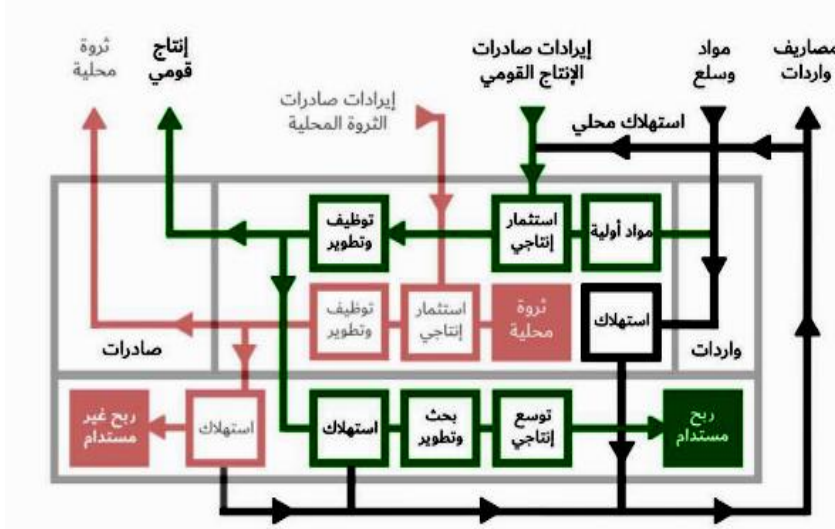 مصاريف
واردات
مواد
وسلع
إيرادات صادرات
الإنتاج القومي
إنتاج
قومي
ثروة
محلية
إيرادات صادرات
الثروة المحلية
استهلاك محلي
مواد أولية
استثمار
إنتاجي
توظيف
وتطوير
استهلاك
ثروة
محلية
استثمار
إنتاجي
توظيف
وتطوير
واردات
صادرات
ربح
مستدام
توسع
إنتاجي
بحث
وتطوير
استهلاك
استهلاك
ربح غير
مستدام